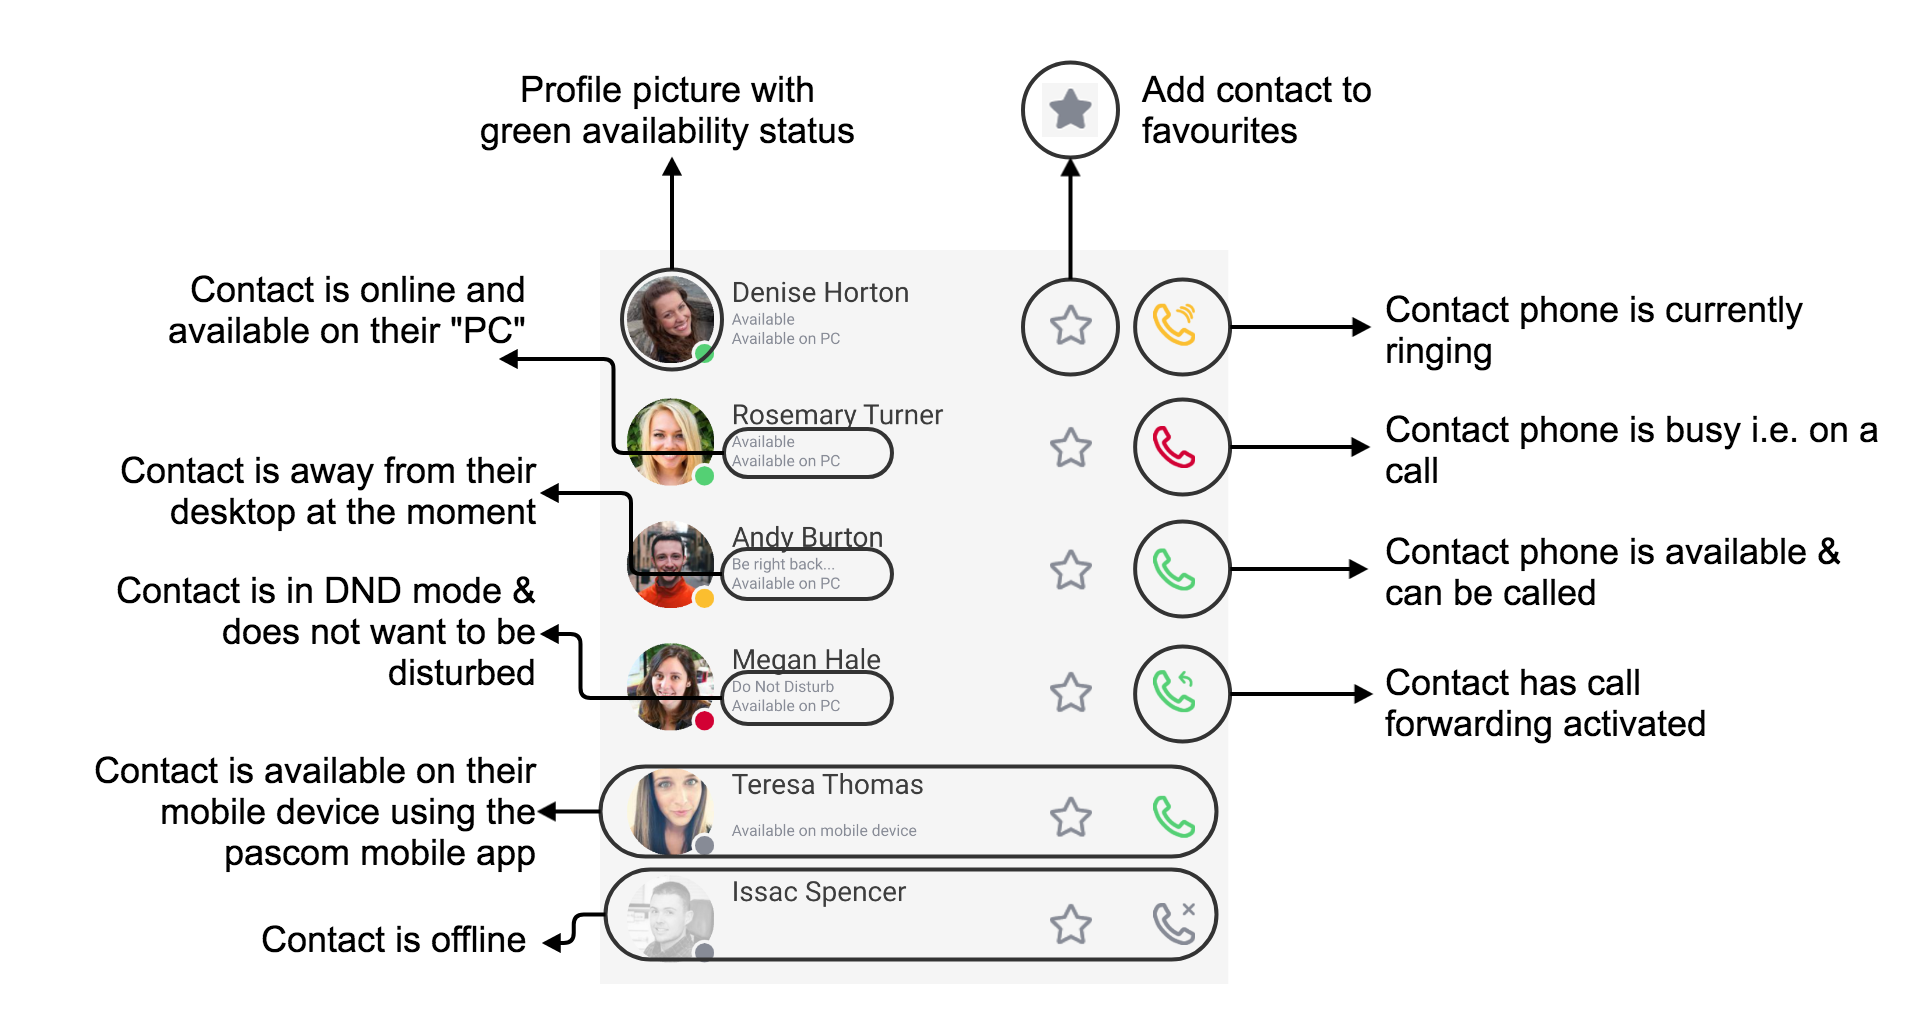 Profile picture with
green availability status
Add contact to
favourites
Contact is online and
available on their "PC"
Denise Horton
Available
Available on PC
Contact phone is currently
ringing
Rosemary Turner
Available
Available on PC
Contact phone is busy i.e. on a
call
Contact is away from their
desktop at the moment
Andy Burton
Be right back...
Available on PC
Contact phone is available &
can be called
Contact is in DND mode &
does not want to be
disturbed
Megan Hale
Do Not Disturb
Available on PC
Contact has call
forwarding activated
Contact is available on their
mobile device using the
pascom mobile app
Teresa Thomas
Available on mobile device
Issac Spencer
Contact is offline